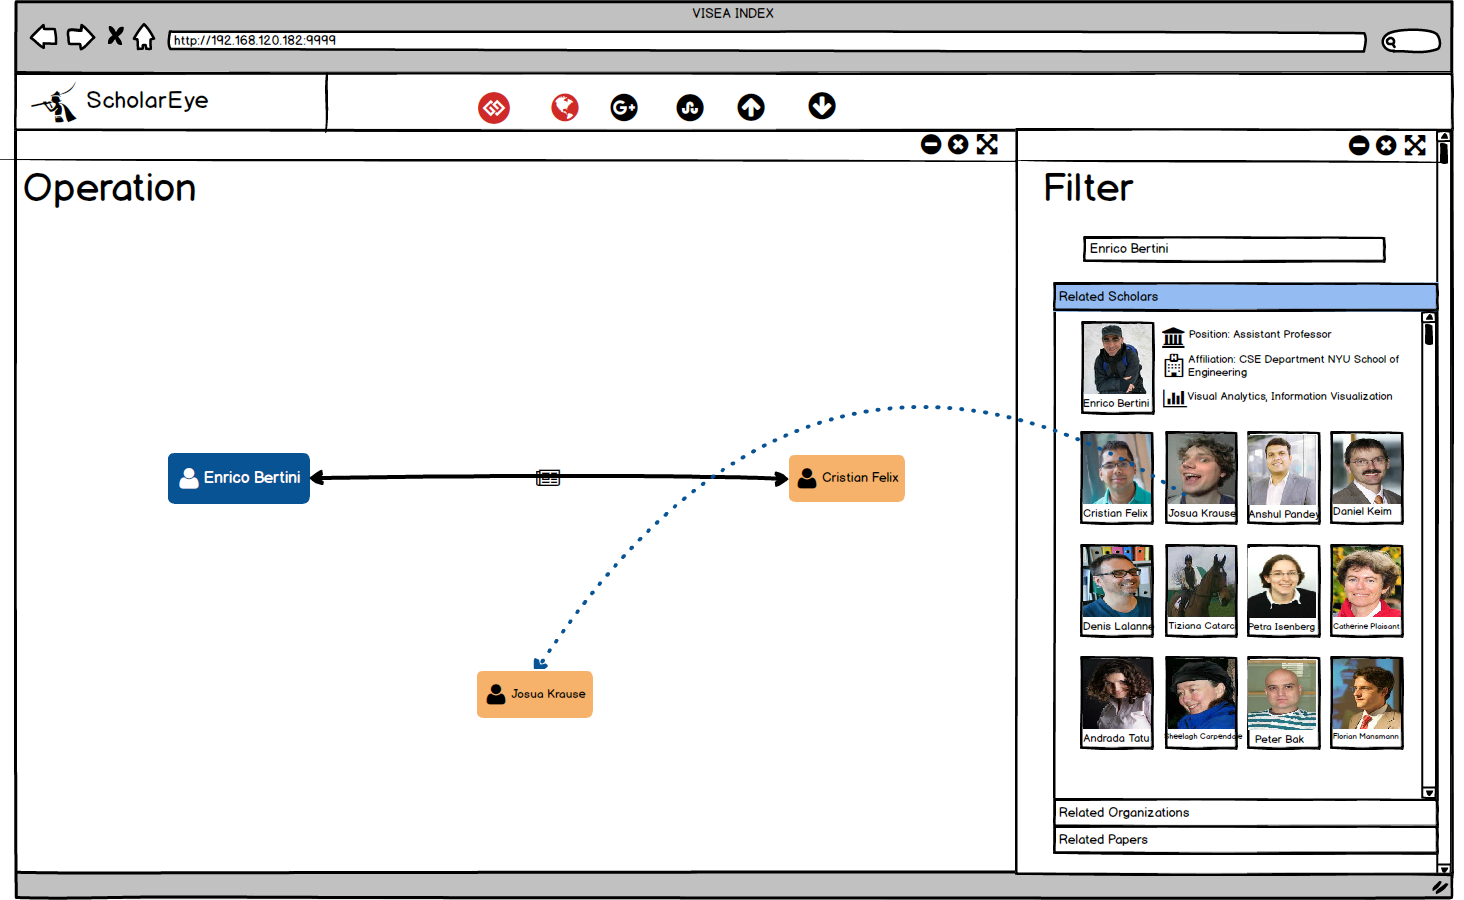 VISEA INDEX
http://192.168.120.182:9999
ScholarEye
G+
Operation
Enrico Bertini
Cristian Felix
Josua Krause
Filter
Enrico Bertini
Related Scholars
Position: Assistant Professor
Affiliation: CSE Department NYU School of
Engineering
Visual Analytics, Information Visualization
Enrico Bertini
Cristian Felix
Josua Krause
Anshul Pandey
Daniel Keim
Denis Lalanne
Tiziana Catarc
Petra Isenberg
Catherine Plaisant
Andrada Tatu
Sheelagh Carpendale
Peter Bak
Florian Mansmann
Related Organizations
Related Papers